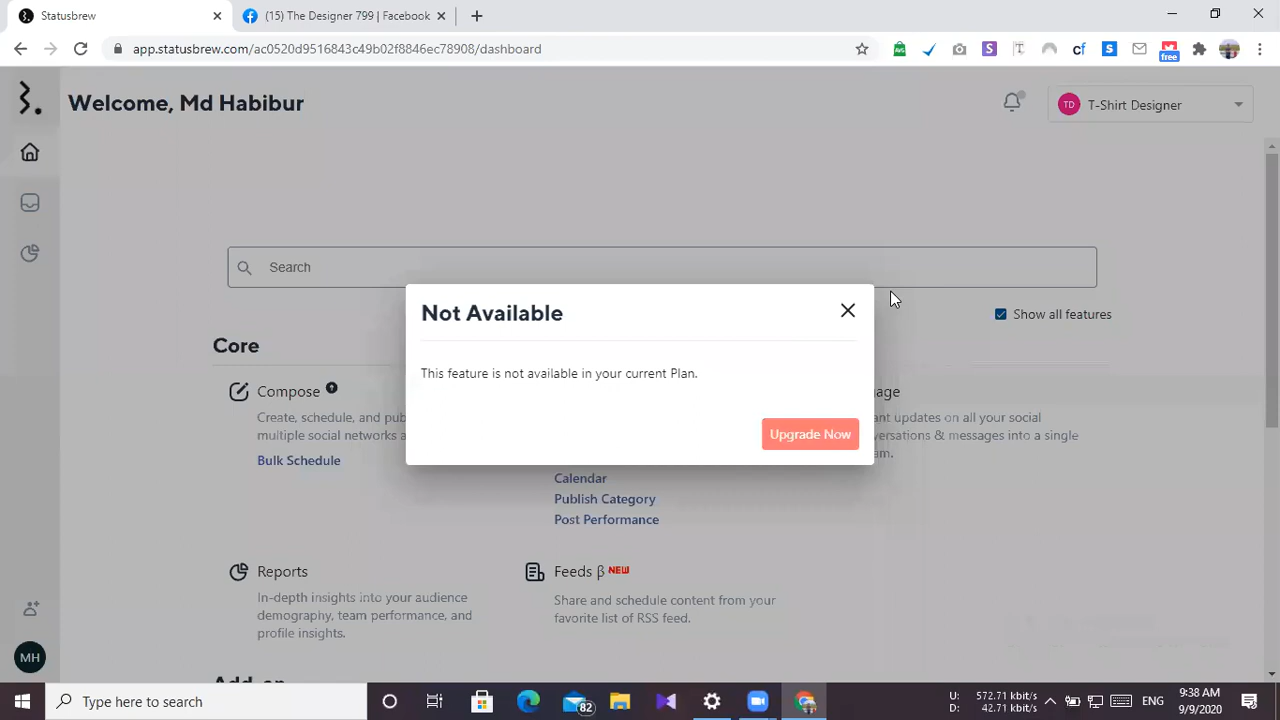 Statusbrew
(15) The Designer 799 | Facebook
app.statusbrew.com/ac0520d9516843c49b02f8846ec78908/dashboard
free
Welcome, Md Habibur
TD
T-Shirt Designer
Search
Show all features
Not Available
This feature is not available in your current Plan.
Upgrade Now
Core
Compose
Create, schedule, and pub
multiple social networks a
Bulk Schedule
Calendar
Publish Category
Post Performance
age
ant updates on all your social
versations & messages into a single
am.
Reports
In-depth insights into your audience
demography, team performance, and
profile insights.
Feeds β NEW
Share and schedule content from your
favorite list of RSS feed.
Add-on
MH
Type here to search
82
U: 572.71 kbit/s
D: 42.71 kbit/s
ENG
9:38 AM
9/9/2020